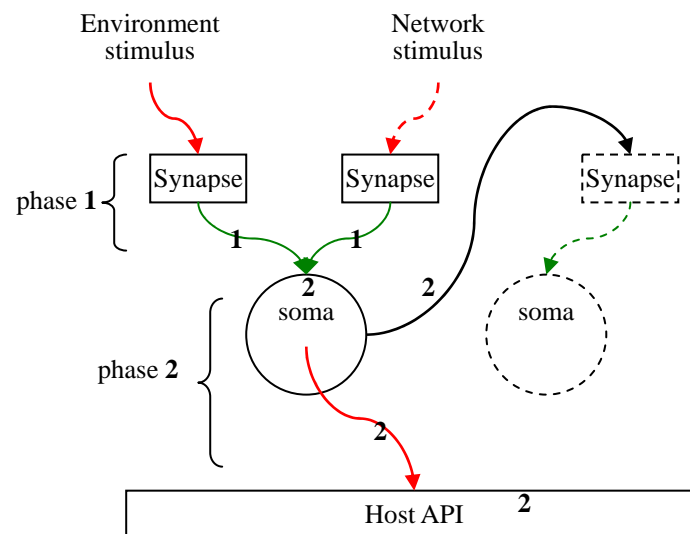 Environment
stimulus
Network
stimulus
Synapse
Synapse
Synapse
phase 1
1
1
2
soma
2
soma
phase 2
2
2
Host API